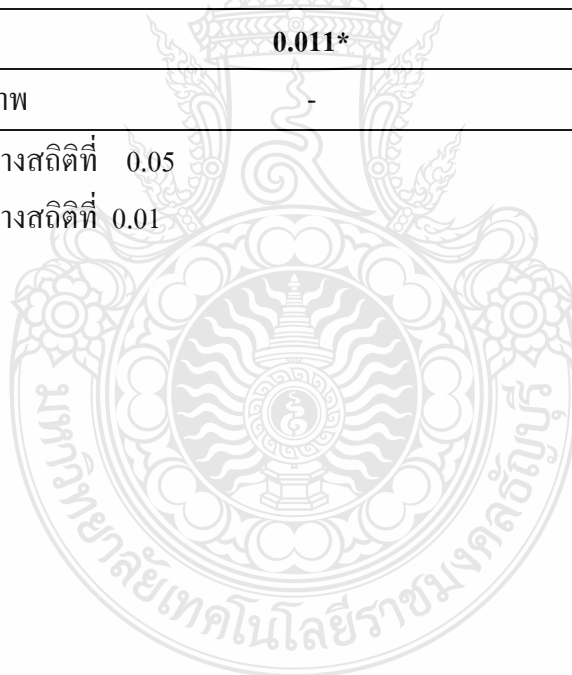 0.011*
าพ -
างสถิติที่ 0.05
างสถิติที่ 0.01
มหาวิทยาลัยเทคโนโลยีราชมงคลธัญบุรี